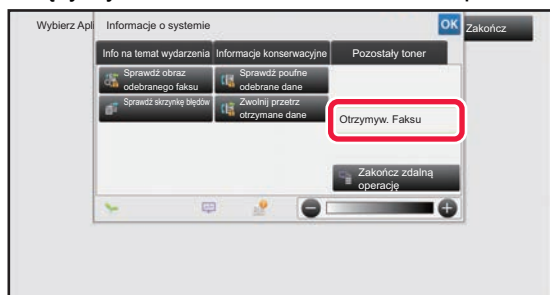 Wybierz Apli
Informacje o systemie
OK
Zakończ
Info na temat wydarzenia
Informacje konserwacyjne
Pozostały toner
Sprawdź obraz
odebranego faksu
Sprawdź poufne
odebrane dane
Sprawdź skrzynkę błędów
Zwolnij przetrz
otrzymane dane
Otrzymyw. Faksu
Zakończ zdalną
operację